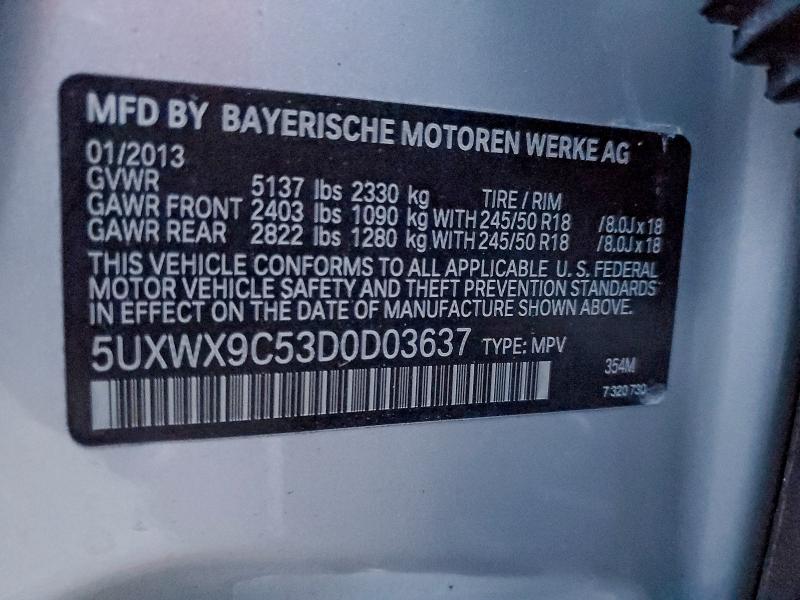 MFD BY BAYERISCHE MOTOREN WERKE AG
01/2013
GVWR 5137 lbs 2330 kg TIRE / RIM
GAWR FRONT 2403 lbs 1090 kg WITH 245/50 R18 /8.0J x 18
GAWR REAR 2822 lbs 1280 kg WITH 245/50 R18 /8.0J x 18
THIS VEHICLE CONFORMS TO ALL APPLICABLE U. S. FEDERAL
MOTOR VEHICLE SAFETY AND THEFT PREVENTION STANDARDS
IN EFFECT ON THE DATE OF MANUFACTURE SHOWN ABOVE.
5UXWX9C53D0D03637 TYPE: MPV
354M
7 320 730